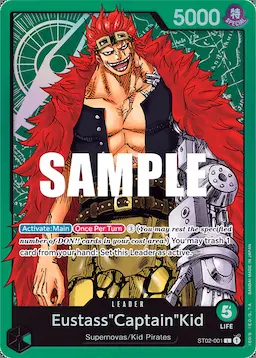 5000
特
SPECIAL
SAMPLE
Activate: Main Once Per Turn ③ (You may rest the specified
number of DON!! cards in your cost area.) You may trash
1 card from your hand: Set this Leader as active.
LEADER
Eustass"Captain"Kid
Supernovas/Kid Pirates
5
LIFE
ST02-001 L